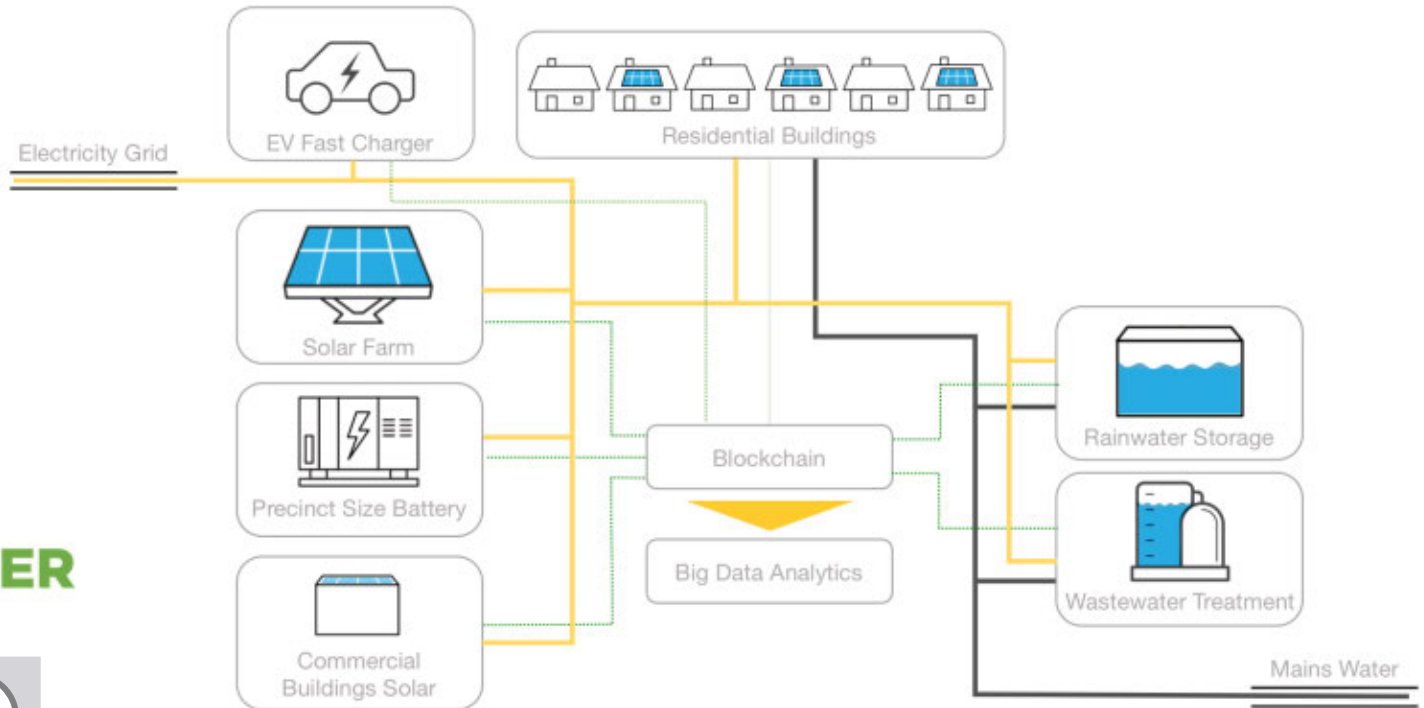 EV Fast Charger
Residential Buildings
Electricity Grid
Solar Farm
Rainwater Storage
Blockchain
Precinct Size Battery
ER
Big Data Analytics
Wastewater Treatment
Commercial
Buildings Solar
Mains Water